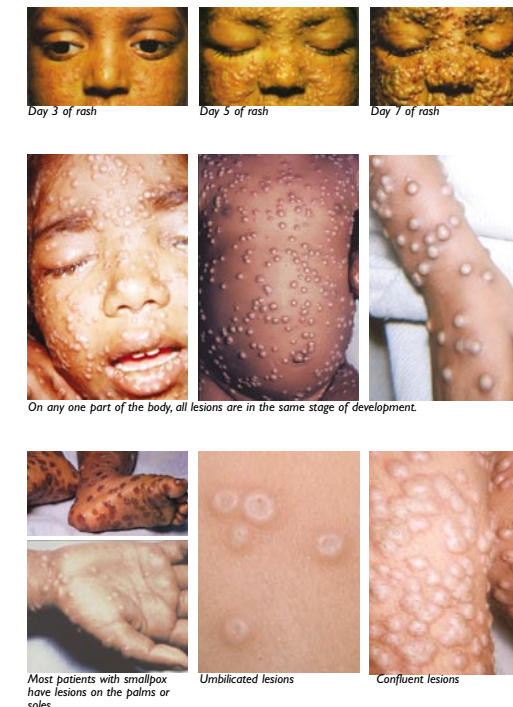 Day 3 of rash
Day 5 of rash
Day 7 of rash
On any one part of the body, all lesions are in the same stage of development.
Most patients with smallpox
have lesions on the palms or
soles
Umbilicated lesions
Confluent lesions